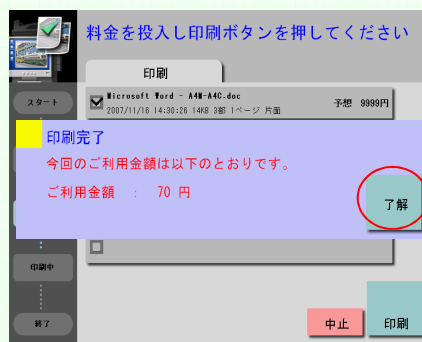 料金を投入し印刷ボタンを押してください
印刷
スタート
Microsoft Word - A4M-A4C.doc
2007/11/16 14:30:26 14KB 3部 1ページ 片面
予想 9999円
印刷完了
今回のご利用金額は以下のとおりです。
ご利用金額 : 70 円
了解
印刷中
終了
中止
印刷